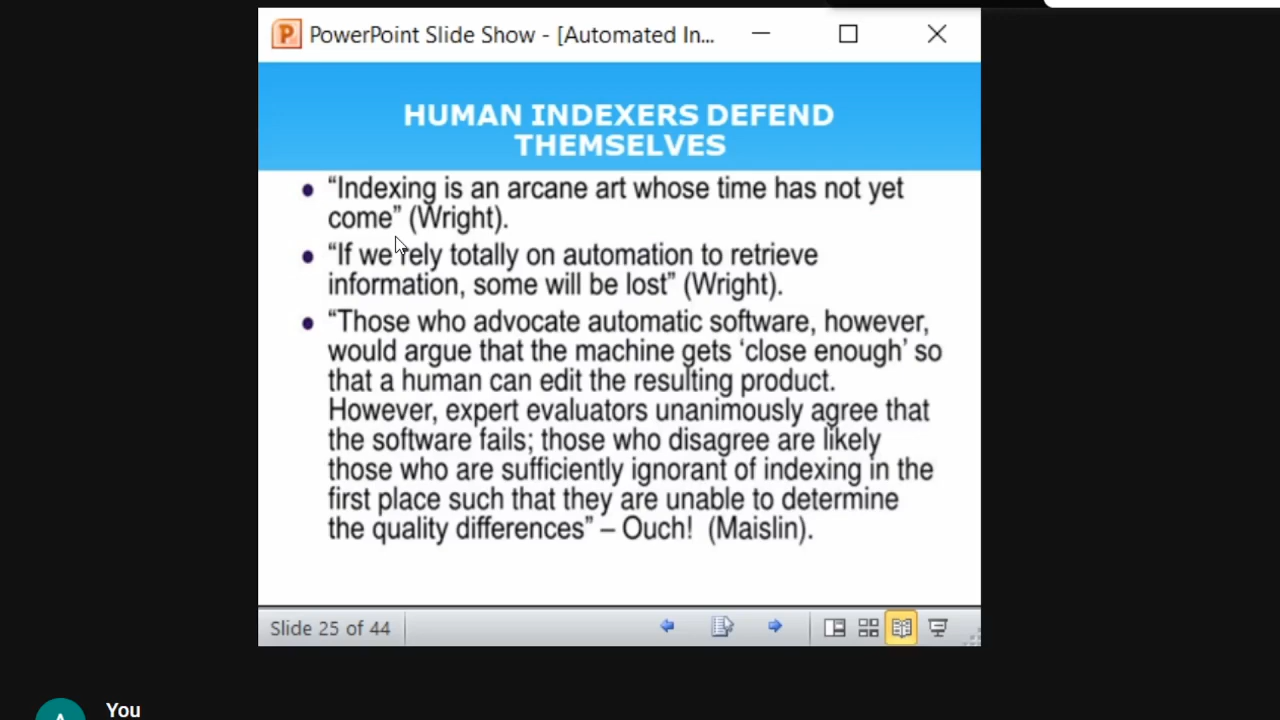 PowerPoint Slide Show - [Automated In...
HUMAN INDEXERS DEFEND
THEMSELVES
• “Indexing is an arcane art whose time has not yet
come” (Wright).
• “If we rely totally on automation to retrieve
information, some will be lost” (Wright).
• “Those who advocate automatic software, however,
would argue that the machine gets ‘close enough’ so
that a human can edit the resulting product.
However, expert evaluators unanimously agree that
the software fails; those who disagree are likely
those who are sufficiently ignorant of indexing in the
first place such that they are unable to determine
the quality differences” – Ouch!  (Maislin).
Slide 25 of 44
You